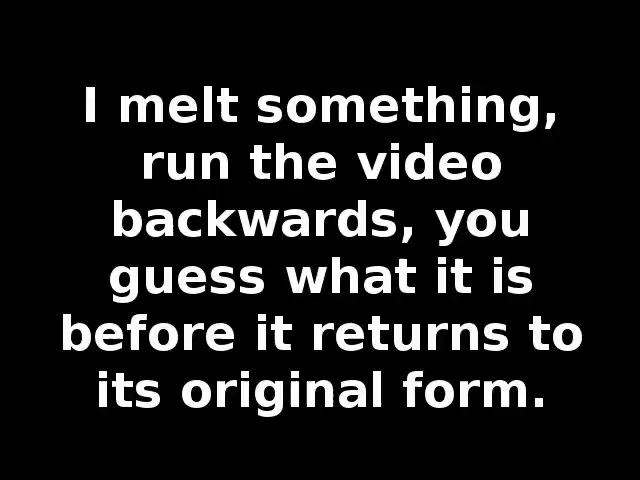 I melt something,
run the video
backwards, you
guess what it is
before it returns to
its original form.